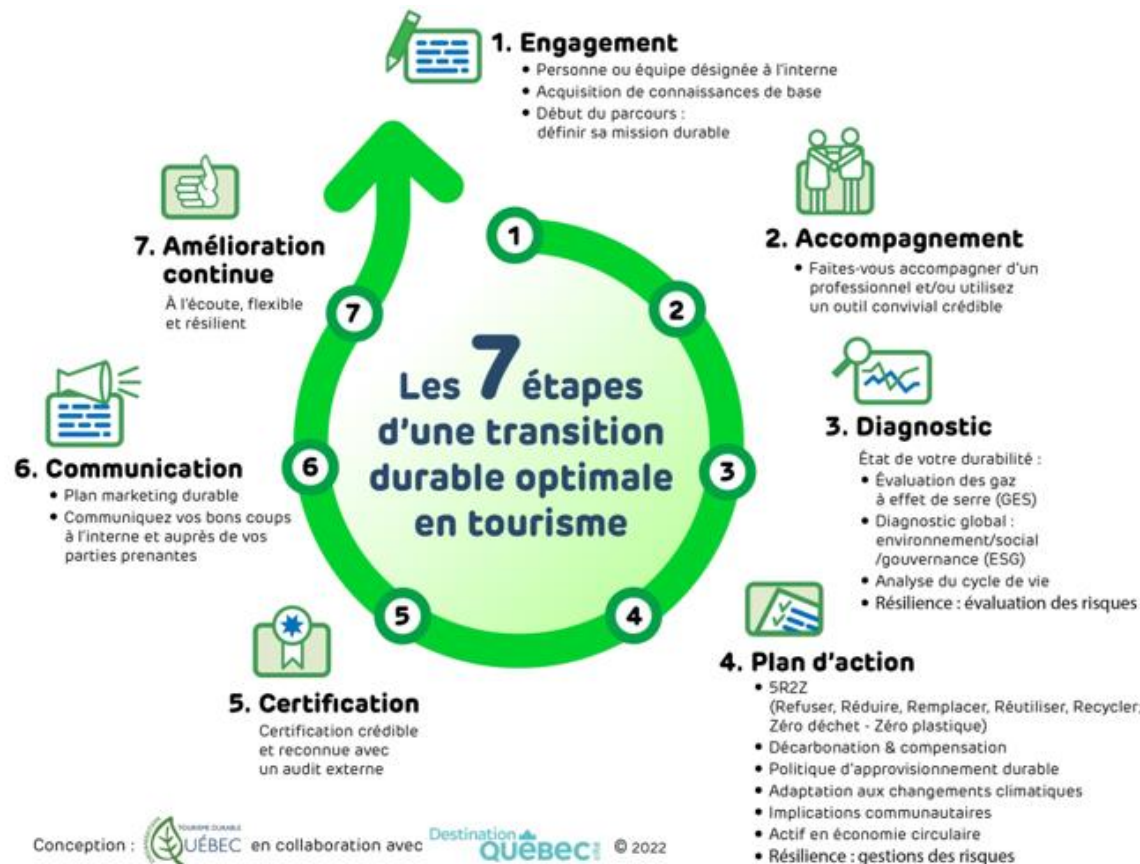 1. Engagement
• Personne ou équipe désignée à l'interne
• Acquisition de connaissances de base
• Début du parcours :
définir sa mission durable
2. Accompagnement
• Faites-vous accompagner d'un
professionnel et/ou utilisez
un outil convivial crédible
3. Diagnostic
État de votre durabilité :
• Évaluation des gaz
à effet de serre (GES)
• Diagnostic global :
environnement/social
/gouvernance (ESG)
• Analyse du cycle de vie
• Résilience : évaluation des risques
4. Plan d'action
• 5R2Z
(Refuser, Réduire, Remplacer, Réutiliser, Recycler;
Zéro déchet - Zéro plastique)
• Décarbonation & compensation
• Politique d'approvisionnement durable
• Adaptation aux changements climatiques
• Implications communautaires
• Actif en économie circulaire
• Résilience : gestions des risques
5. Certification
Certification crédible
et reconnue avec
un audit externe
6. Communication
• Plan marketing durable
• Communiquez vos bons coups
à l'interne et auprès de vos
parties prenantes
7. Amélioration
continue
À l'écoute, flexible
et résilient
1
2
3
4
5
6
7
Les 7 étapes
d'une transition
durable optimale
en tourisme
Conception : TOURISME DURABLE QUÉBEC en collaboration avec Destination QUÉBEC © 2022